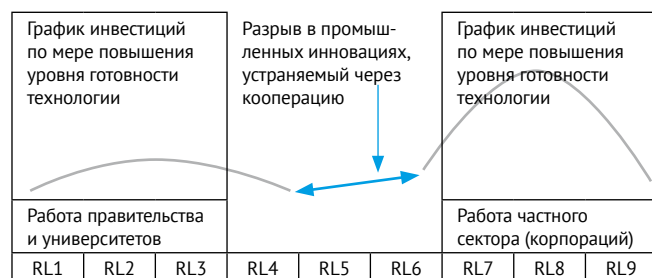 График инвестиций
по мере повышения
уровня готовности
технологии
Разрыв в промыш-
ленных инновациях,
устраняемый через
кооперацию
График инвестиций
по мере повышения
уровня готовности
технологии
Работа правительства
и университетов
Работа частного
сектора (корпораций)
RL1 RL2 RL3 RL4 RL5 RL6 RL7 RL8 RL9